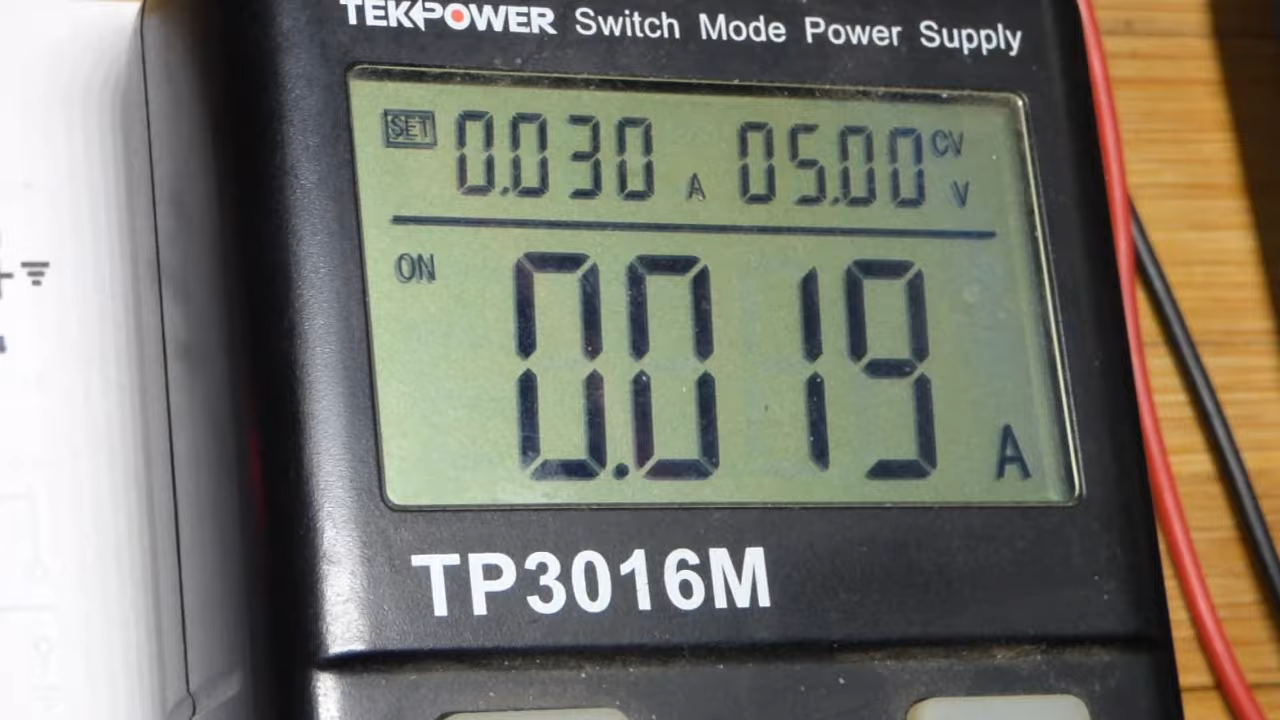 TEKPOWER Switch Mode Power Supply
SET 0.030 A 05.00 CV V
ON 0.019 A
TP3016M